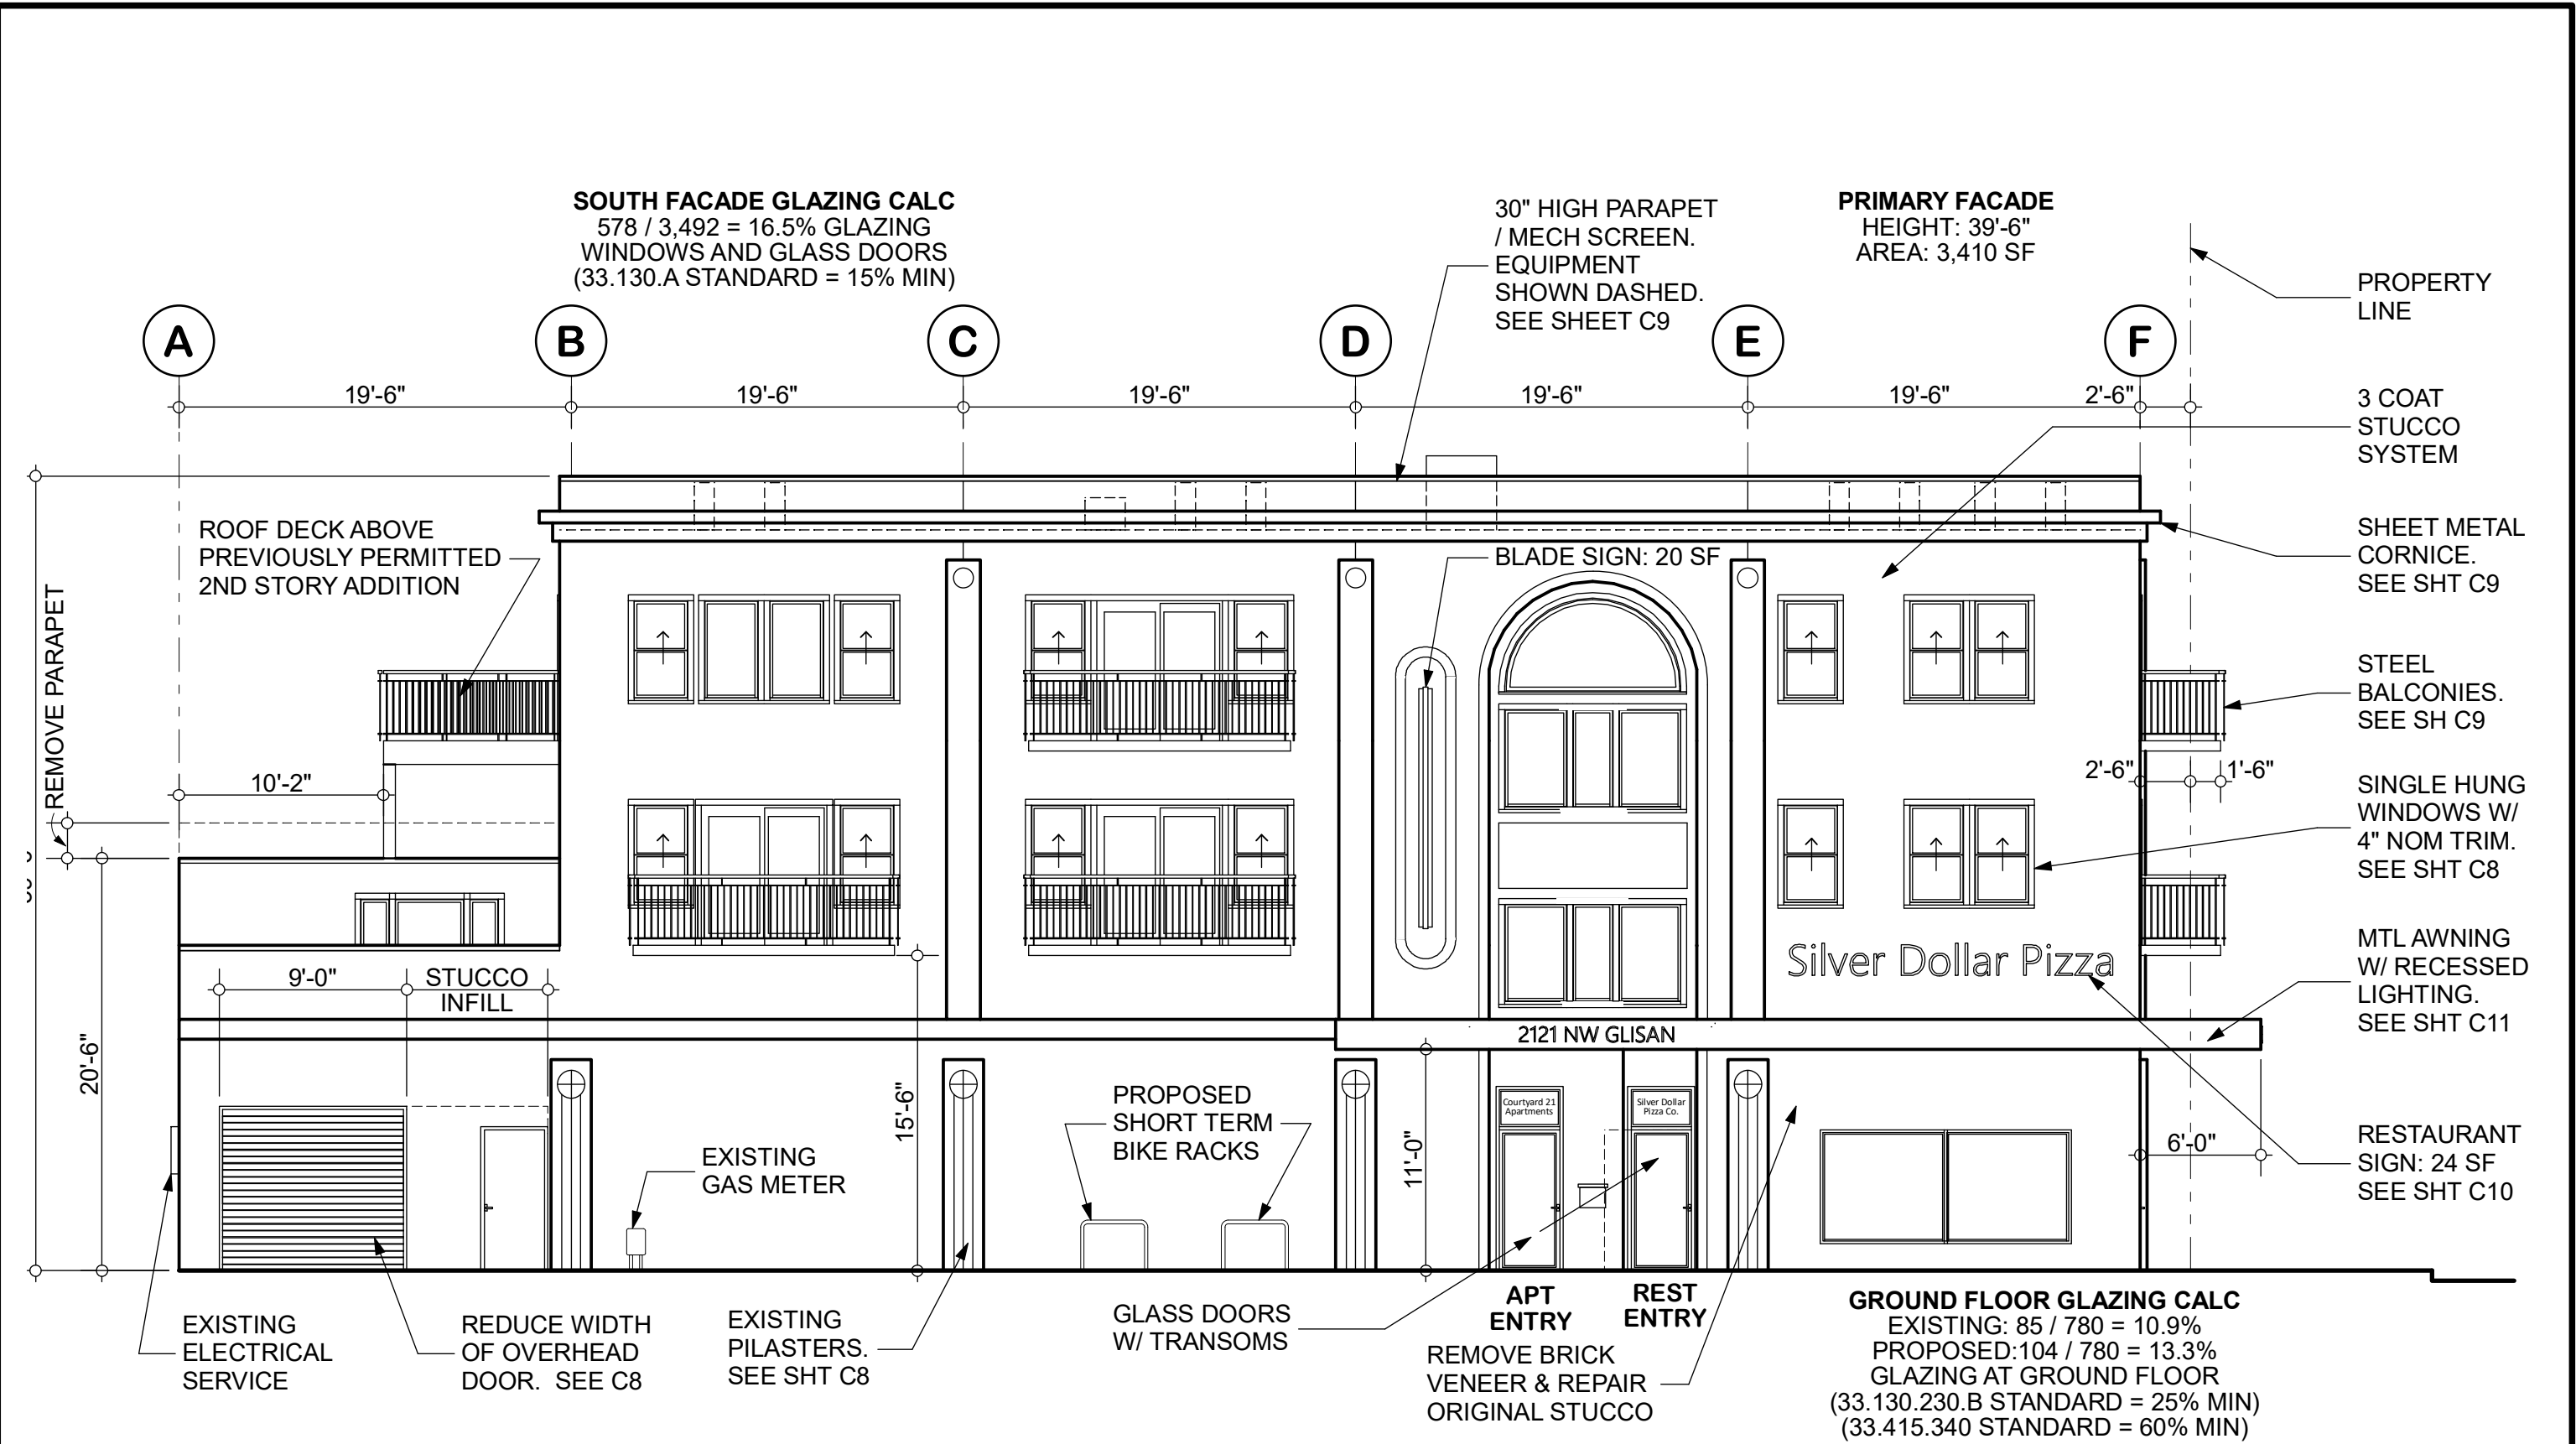 SOUTH FACADE GLAZING CALC
578 / 3,492 = 16.5% GLAZING
WINDOWS AND GLASS DOORS
(33.130.A STANDARD = 15% MIN)
30" HIGH PARAPET
/ MECH SCREEN.
EQUIPMENT
SHOWN DASHED.
SEE SHEET C9
PRIMARY FACADE
HEIGHT: 39'-6"
AREA: 3,410 SF
PROPERTY
LINE
A
B
C
D
E
F
19'-6"
19'-6"
19'-6"
19'-6"
19'-6"
2'-6"
3 COAT
STUCCO
SYSTEM
ROOF DECK ABOVE
PREVIOUSLY PERMITTED
2ND STORY ADDITION
BLADE SIGN: 20 SF
SHEET METAL
CORNICE.
SEE SHT C9
REMOVE PARAPET
STEEL
BALCONIES.
SEE SH C9
10'-2"
2'-6"
1'-6"
SINGLE HUNG
WINDOWS W/
4" NOM TRIM.
SEE SHT C8
Silver Dollar Pizza
9'-0"
STUCCO
INFILL
MTL AWNING
W/ RECESSED
LIGHTING.
SEE SHT C11
2121 NW GLISAN
20'-6"
15'-6"
11'-0"
PROPOSED
SHORT TERM
BIKE RACKS
Courtyard 21
Apartments
Silver Dollar
Pizza Co.
EXISTING
GAS METER
6'-0"
RESTAURANT
SIGN: 24 SF
SEE SHT C10
EXISTING
ELECTRICAL
SERVICE
REDUCE WIDTH
OF OVERHEAD
DOOR. SEE C8
EXISTING
PILASTERS.
SEE SHT C8
GLASS DOORS
W/ TRANSOMS
APT
ENTRY
REST
ENTRY
REMOVE BRICK
VENEER & REPAIR
ORIGINAL STUCCO
GROUND FLOOR GLAZING CALC
EXISTING: 85 / 780 = 10.9%
PROPOSED:104 / 780 = 13.3%
GLAZING AT GROUND FLOOR
(33.130.230.B STANDARD = 25% MIN)
(33.415.340 STANDARD = 60% MIN)